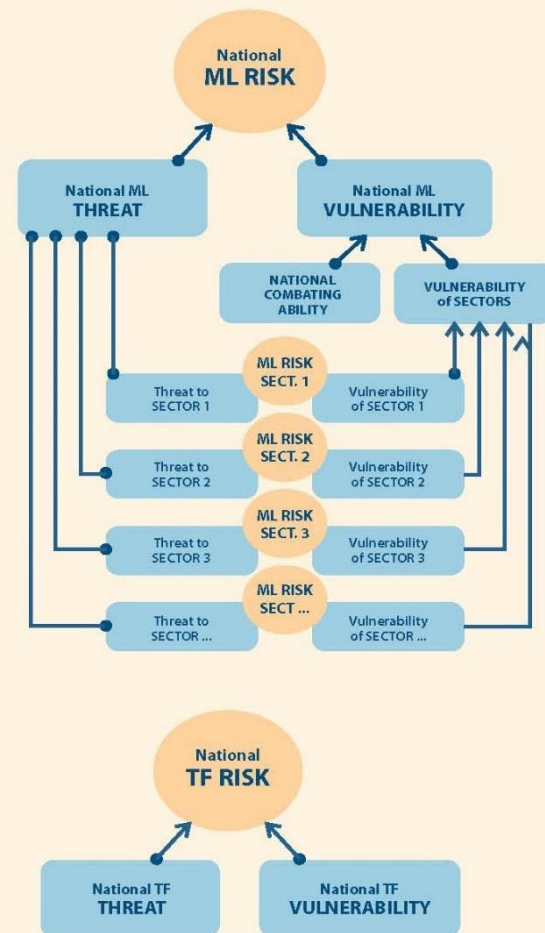 National
ML RISK
National ML
THREAT
National ML
VULNERABILITY
NATIONAL
COMBATING
ABILITY
VULNERABILITY
of SECTORS
Threat to
SECTOR 1
ML RISK
SECT. 1
Vulnerability
of SECTOR 1
Threat to
SECTOR 2
ML RISK
SECT. 2
Vulnerability
of SECTOR 2
Threat to
SECTOR 3
ML RISK
SECT. 3
Vulnerability
of SECTOR 3
Threat to
SECTOR ...
ML RISK
SECT ...
Vulnerability
of SECTOR ...
National
TF RISK
National TF
THREAT
National TF
VULNERABILITY